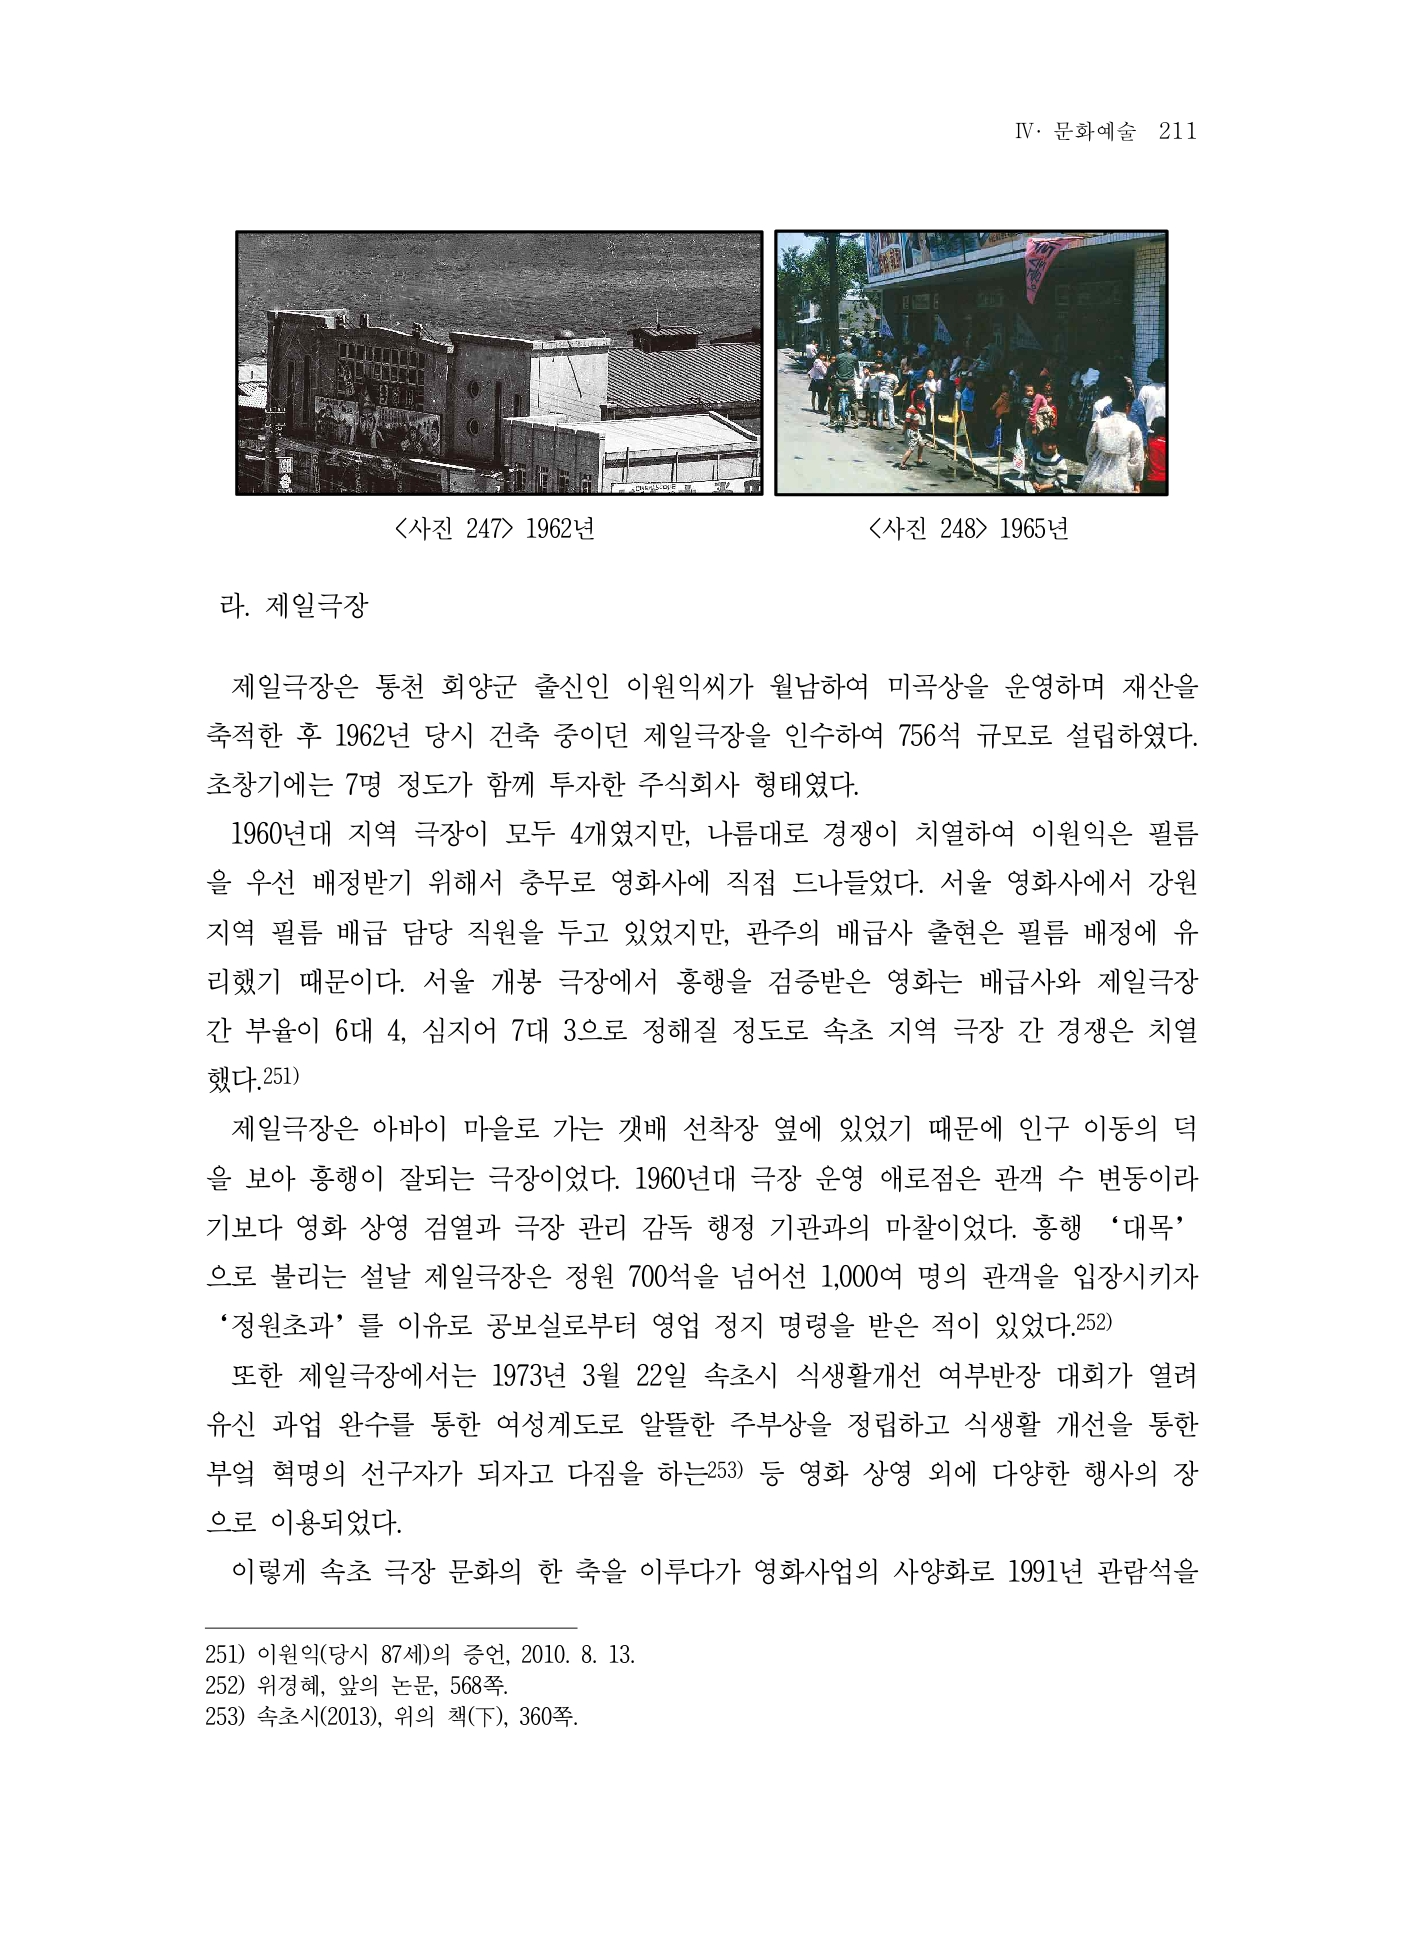 Ⅳ· 문화예술 211
<사진 247> 1962년
<사진 248> 1965년
라. 제일극장
제일극장은 통천 회양군 출신인 이원익씨가 월남하여 미곡상을 운영하며 재산을
축적한 후 1962년 당시 건축 중이던 제일극장을 인수하여 756석 규모로 설립하였다.
초창기에는 7명 정도가 함께 투자한 주식회사 형태였다.
1960년대 지역 극장이 모두 4개였지만, 나름대로 경쟁이 치열하여 이원익은 필름
을 우선 배정받기 위해서 충무로 영화사에 직접 드나들었다. 서울 영화사에서 강원
지역 필름 배급 담당 직원을 두고 있었지만, 관주의 배급사 출현은 필름 배정에 유
리했기 때문이다. 서울 개봉 극장에서 흥행을 검증받은 영화는 배급사와 제일극장
간 부율이 6대 4, 심지어 7대 3으로 정해질 정도로 속초 지역 극장 간 경쟁은 치열
했다.251)
제일극장은 아바이 마을로 가는 갯배 선착장 옆에 있었기 때문에 인구 이동의 덕
을 보아 흥행이 잘되는 극장이었다. 1960년대 극장 운영 애로점은 관객 수 변동이라
기보다 영화 상영 검열과 극장 관리 감독 행정 기관과의 마찰이었다. 흥행 ‘대목’
으로 불리는 설날 제일극장은 정원 700석을 넘어선 1,000여 명의 관객을 입장시키자
‘정원초과’를 이유로 공보실로부터 영업 정지 명령을 받은 적이 있었다.252)
또한 제일극장에서는 1973년 3월 22일 속초시 식생활개선 여부반장 대회가 열려
유신 과업 완수를 통한 여성계도로 알뜰한 주부상을 정립하고 식생활 개선을 통한
부엌 혁명의 선구자가 되자고 다짐을 하는253) 등 영화 상영 외에 다양한 행사의 장
으로 이용되었다.
이렇게 속초 극장 문화의 한 축을 이루다가 영화사업의 사양화로 1991년 관람석을
251) 이원익(당시 87세)의 증언, 2010. 8. 13.
252) 위경혜, 앞의 논문, 568쪽.
253) 속초시(2013), 위의 책(下), 360쪽.